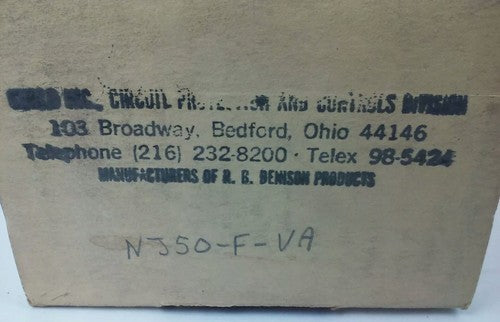 INC., CIRCUIT PROTECTION AND CONTROLS DIVISION
103 Broadway, Bedford, Ohio 44146
Telephone (216) 232-8200 · Telex 98-5424
MANUFACTURERS OF R. B. DENISON PRODUCTS
NJ50-F-VA